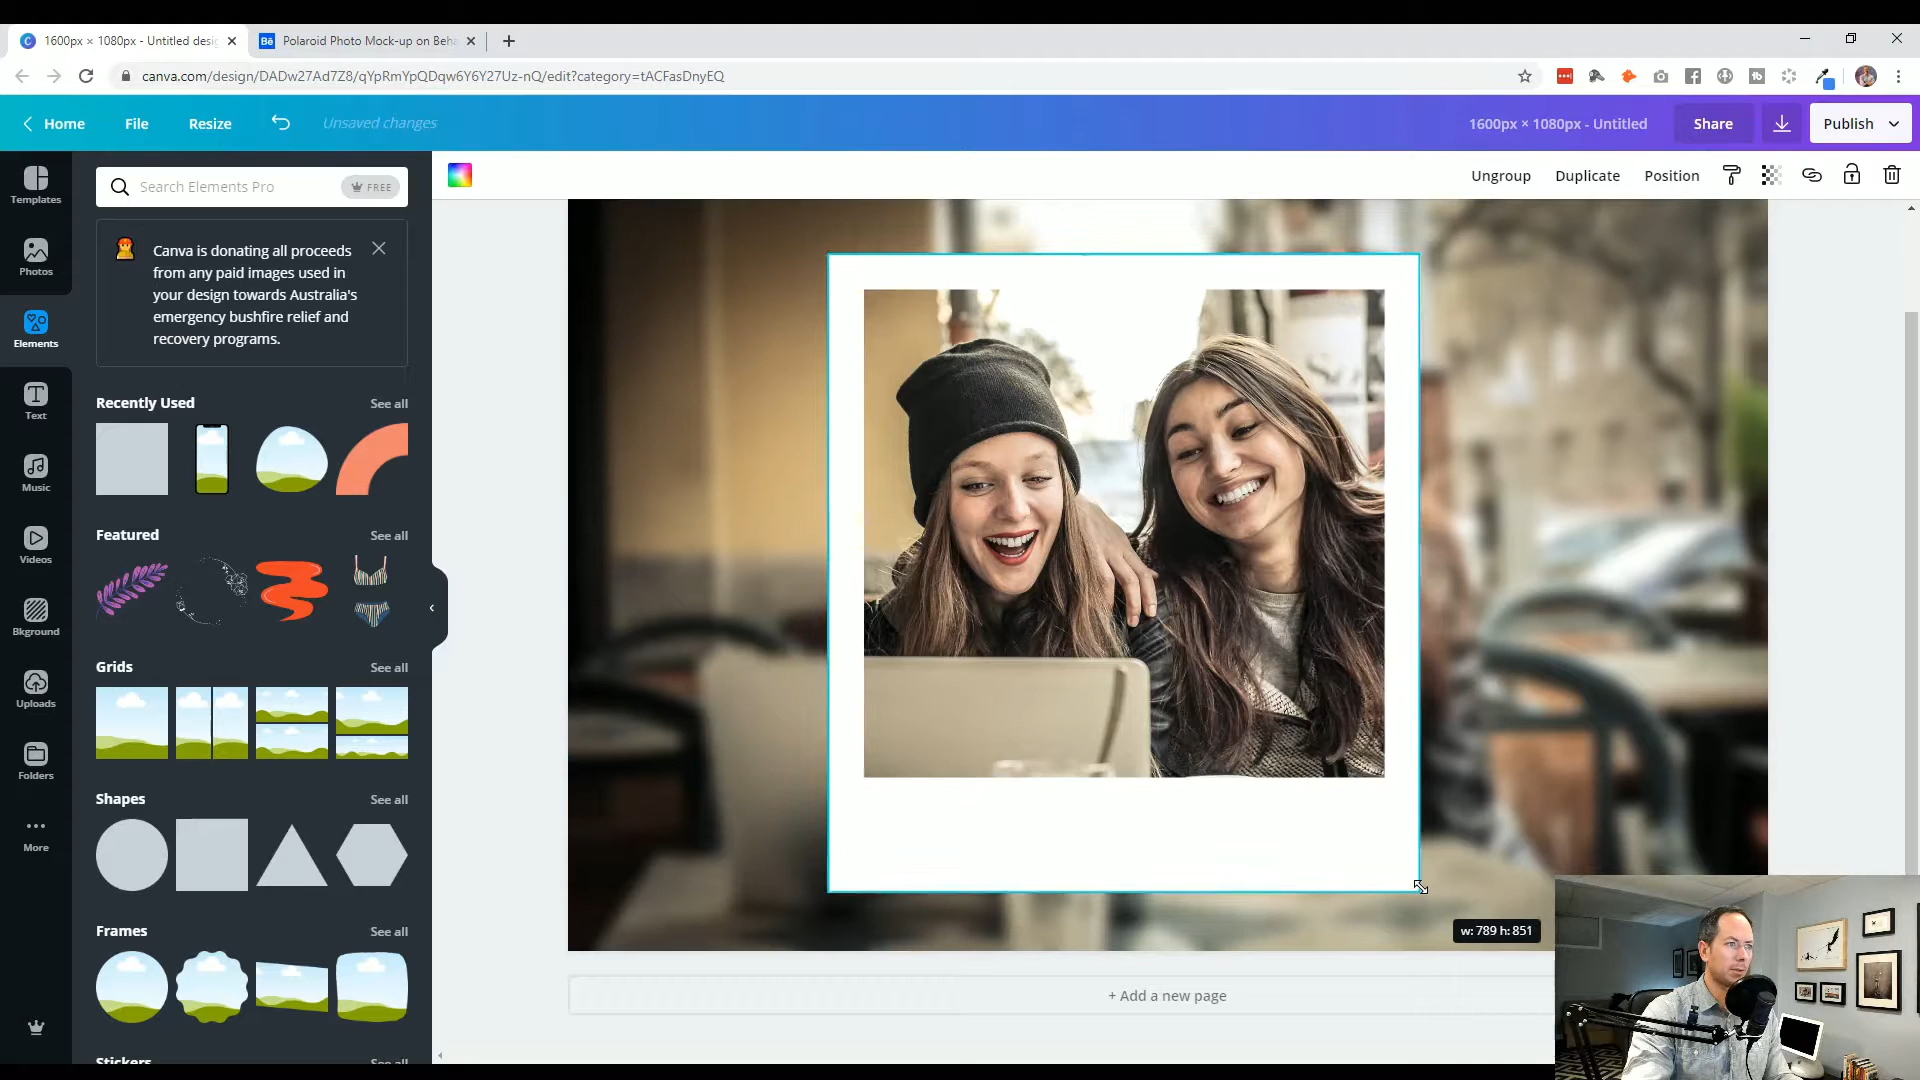 1600px × 1080px - Untitled desig
Polaroid Photo Mock-up on Beha
canva.com/design/DADw27Ad7Z8/qYpRmYpQDqw6Y6Y27Uz-nQ/edit?category=tACFasDnyEQ
Home
File
Resize
Unsaved changes
1600px × 1080px - Untitled
Share
Publish
Templates
Photos
Elements
Text
Music
Videos
Bkground
Uploads
Folders
More
Search Elements Pro
FREE
Canva is donating all proceeds
from any paid images used in
your design towards Australia's
emergency bushfire relief and
recovery programs.
Recently Used
See all
Featured
See all
Grids
See all
Shapes
See all
Frames
See all
Stickers
See all
Ungroup
Duplicate
Position
w: 789 h: 851
+ Add a new page